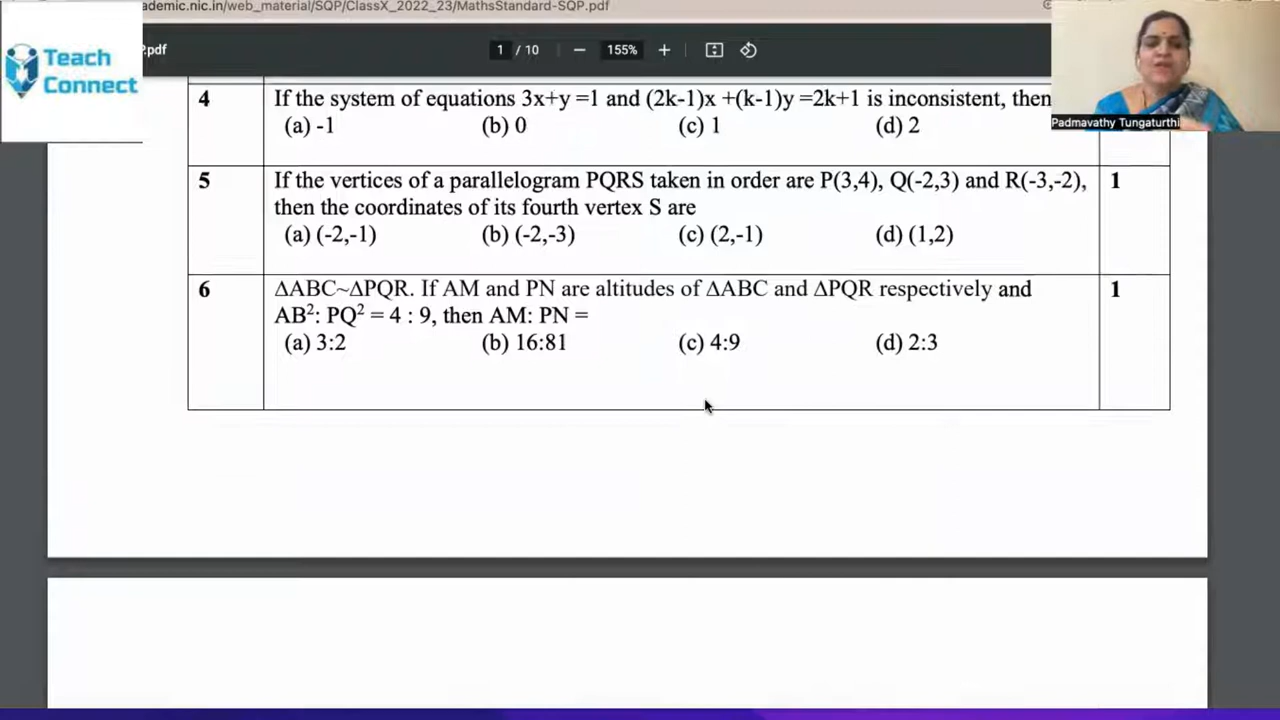 ademic.nic.in/web_material/SQP/ClassX_2022_23/MathsStandard-SQP.pdf
Teach
Connect
.pdf
1 / 10 − 155% +
4 If the system of equations 3x+y =1 and (2k-1)x +(k-1)y =2k+1 is inconsistent, then
(a) -1 (b) 0 (c) 1 (d) 2
Padmavathy Tungaturthi
5 If the vertices of a parallelogram PQRS taken in order are P(3,4), Q(-2,3) and R(-3,-2), 1
then the coordinates of its fourth vertex S are
(a) (-2,-1) (b) (-2,-3) (c) (2,-1) (d) (1,2)
6 ΔABC~ΔPQR. If AM and PN are altitudes of ΔABC and ΔPQR respectively and 1
AB²: PQ² = 4 : 9, then AM: PN =
(a) 3:2 (b) 16:81 (c) 4:9 (d) 2:3